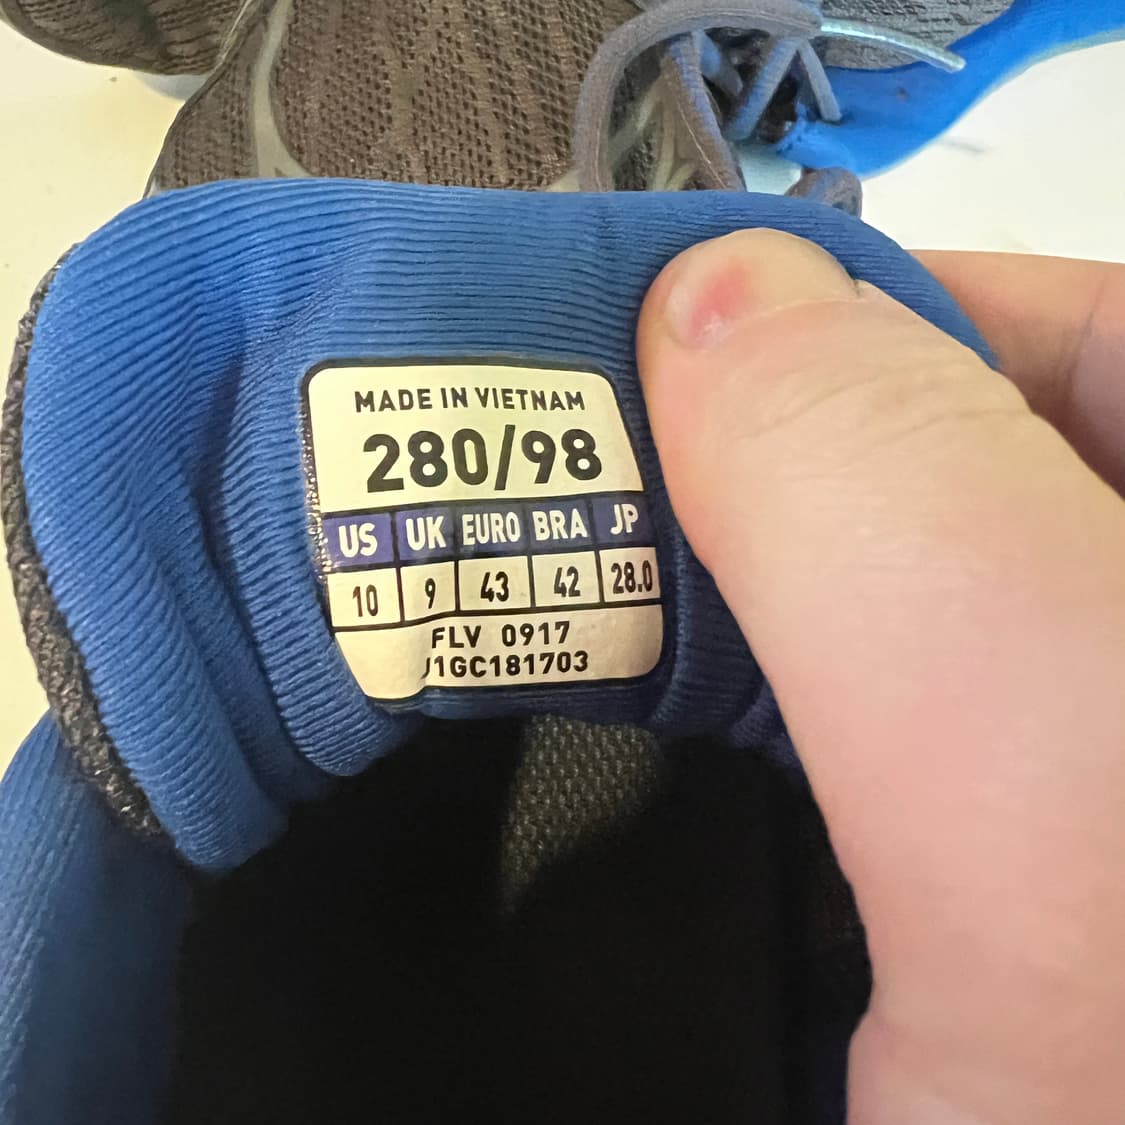 MADE IN VIETNAM
280/98
US UK EURO BRA JP
10 9 43 42 28.0
FLV 0917
J1GC181703